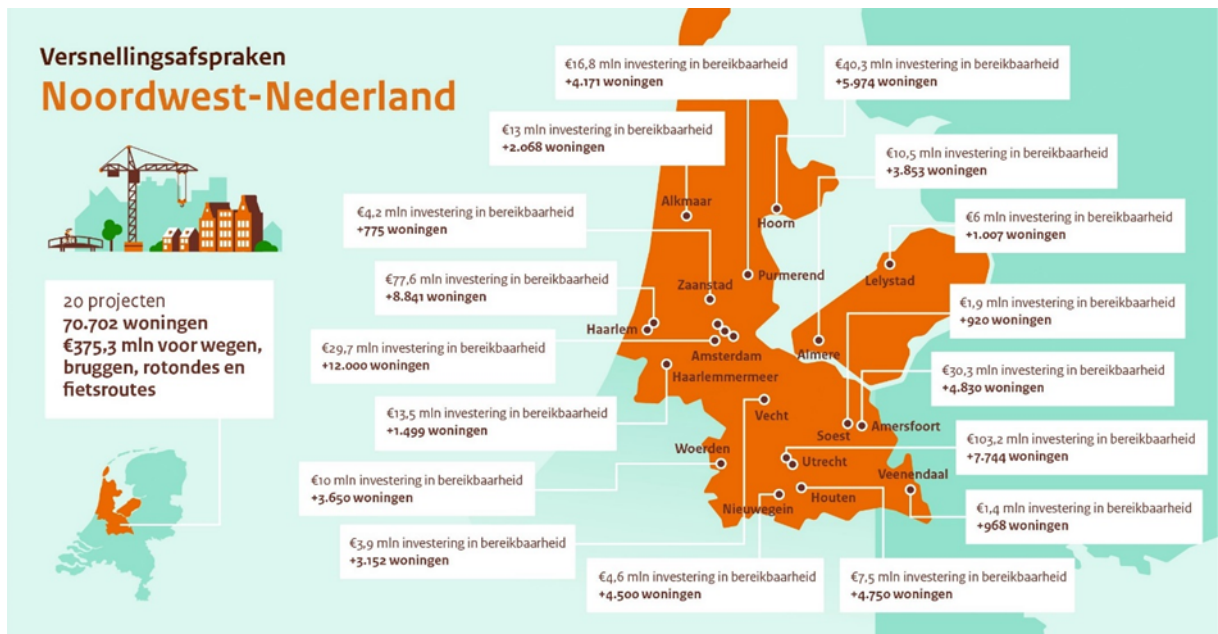 Versnellingsafspraken
Noordwest-Nederland
20 projecten
70.702 woningen
€375,3 mln voor wegen,
bruggen, rotondes en
fietsroutes
€16,8 mln investering in bereikbaarheid
+4.171 woningen
€40,3 mln investering in bereikbaarheid
+5.974 woningen
€13 mln investering in bereikbaarheid
+2.068 woningen
€10,5 mln investering in bereikbaarheid
+3.853 woningen
€4,2 mln investering in bereikbaarheid
+775 woningen
€6 mln investering in bereikbaarheid
+1.007 woningen
€77,6 mln investering in bereikbaarheid
+8.841 woningen
€1,9 mln investering in bereikbaarheid
+920 woningen
€29,7 mln investering in bereikbaarheid
+12.000 woningen
€30,3 mln investering in bereikbaarheid
+4.830 woningen
€13,5 mln investering in bereikbaarheid
+1.499 woningen
€103,2 mln investering in bereikbaarheid
+7.744 woningen
€10 mln investering in bereikbaarheid
+3.650 woningen
€1,4 mln investering in bereikbaarheid
+968 woningen
€3,9 mln investering in bereikbaarheid
+3.152 woningen
€4,6 mln investering in bereikbaarheid
+4.500 woningen
€7,5 mln investering in bereikbaarheid
+4.750 woningen
Alkmaar
Hoorn
Purmerend
Zaanstad
Lelystad
Haarlem
Amsterdam
Almere
Haarlemmermeer
Vecht
Soest
Amersfoort
Woerden
Utrecht
Veenendaal
Nieuwegein
Houten